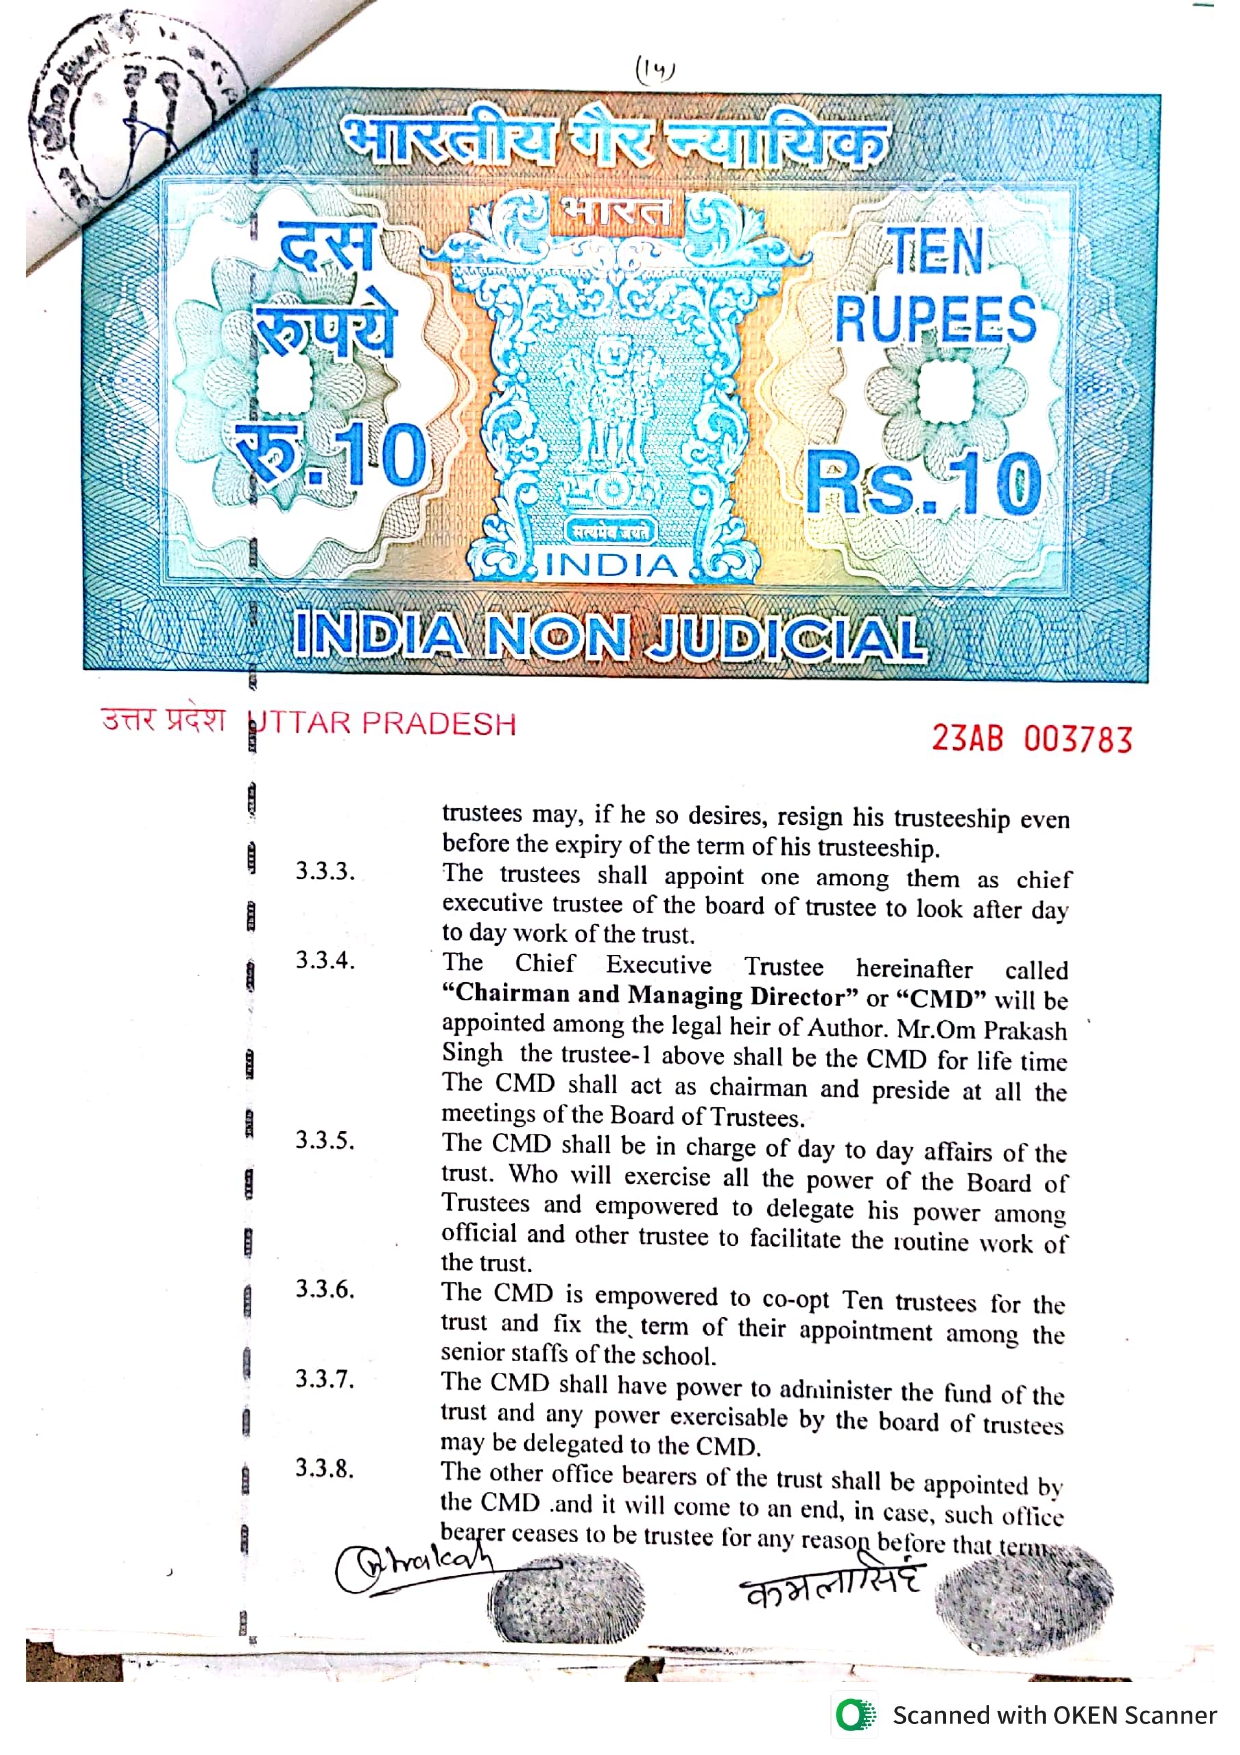 (14)
भारतीय गैर न्यायिक
भारत
दस
रुपये
रु.10
TEN
RUPEES
Rs.10
सत्यमेव जयते
INDIA
INDIA NON JUDICIAL
उत्तर प्रदेश UTTAR PRADESH
23AB 003783
trustees may, if he so desires, resign his trusteeship even
before the expiry of the term of his trusteeship.
3.3.3. The trustees shall appoint one among them as chief
executive trustee of the board of trustee to look after day
to day work of the trust.
3.3.4. The Chief Executive Trustee hereinafter called
“Chairman and Managing Director” or “CMD” will be
appointed among the legal heir of Author. Mr.Om Prakash
Singh the trustee-1 above shall be the CMD for life time
The CMD shall act as chairman and preside at all the
meetings of the Board of Trustees.
3.3.5. The CMD shall be in charge of day to day affairs of the
trust. Who will exercise all the power of the Board of
Trustees and empowered to delegate his power among
official and other trustee to facilitate the routine work of
the trust.
3.3.6. The CMD is empowered to co-opt Ten trustees for the
trust and fix the term of their appointment among the
senior staffs of the school.
3.3.7. The CMD shall have power to administer the fund of the
trust and any power exercisable by the board of trustees
may be delegated to the CMD.
3.3.8. The other office bearers of the trust shall be appointed by
the CMD .and it will come to an end, in case, such office
bearer ceases to be trustee for any reason before that term
कमलासिंह
Scanned with OKEN Scanner